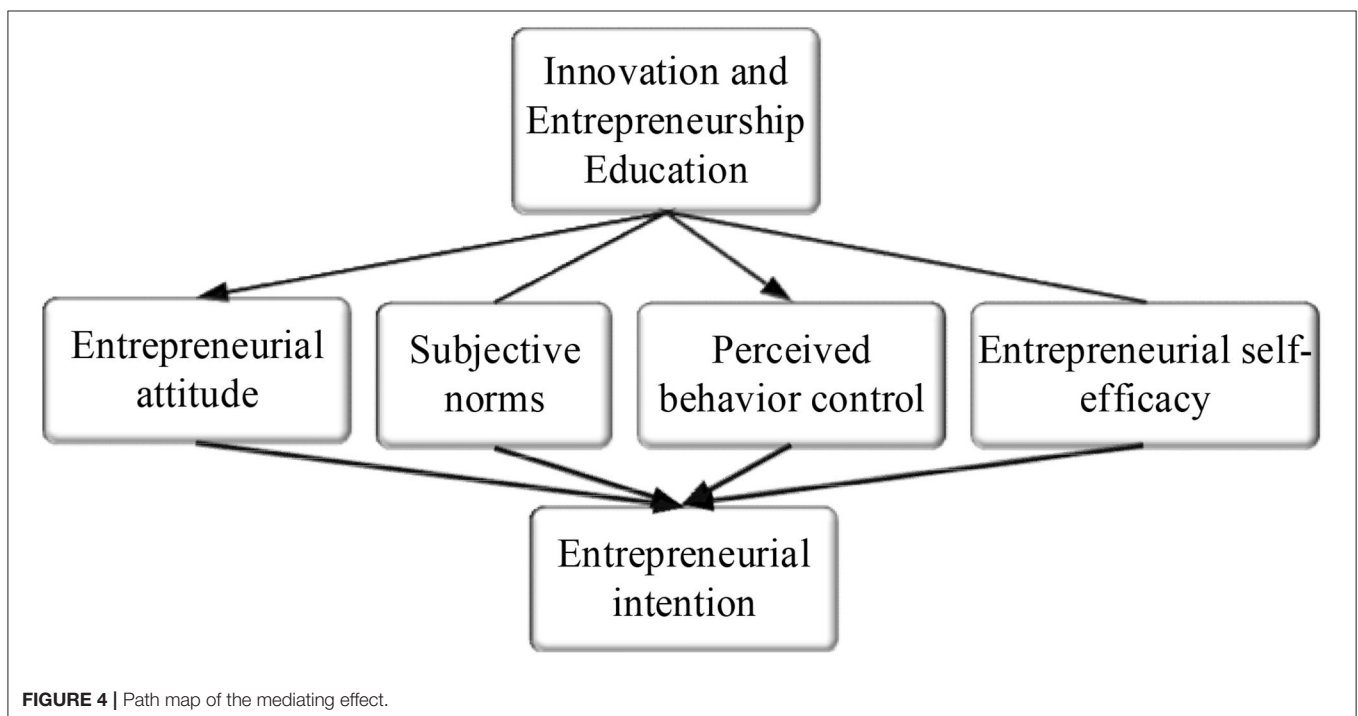 Innovation and
Entrepreneurship
Education
Entrepreneurial
attitude
Subjective
norms
Perceived
behavior control
Entrepreneurial self-
efficacy
Entrepreneurial
intention
FIGURE 4 | Path map of the mediating effect.